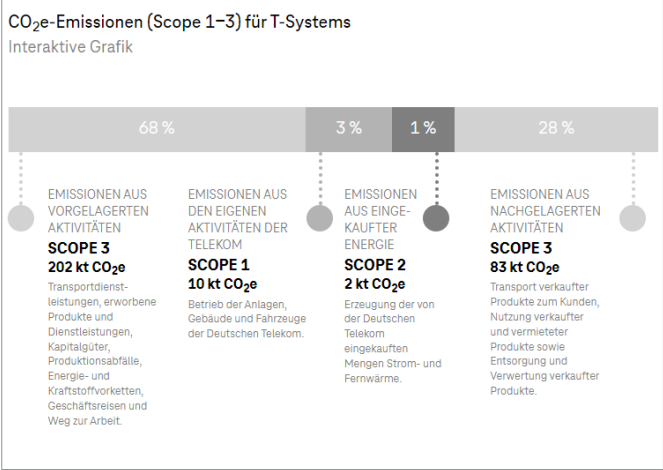 CO₂e-Emissionen (Scope 1–3) für T-Systems
Interaktive Grafik
68 %
3 %
1 %
28 %
EMISSIONEN AUS
VORGELAGERTEN
AKTIVITÄTEN
SCOPE 3
202 kt CO₂e
Transportdienst-
leistungen, erworbene
Produkte und
Dienstleistungen,
Kapitalgüter,
Produktionsabfälle,
Energie- und
Kraftstoffvorketten,
Geschäftsreisen und
Weg zur Arbeit.
EMISSIONEN AUS
DEN EIGENEN
AKTIVITÄTEN DER
TELEKOM
SCOPE 1
10 kt CO₂e
Betrieb der Anlagen,
Gebäude und Fahrzeuge
der Deutschen Telekom.
EMISSIONEN
AUS EINGE-
KAUFTER
ENERGIE
SCOPE 2
2 kt CO₂e
Erzeugung der von
der Deutschen
Telekom
eingekauften
Mengen Strom- und
Fernwärme.
EMISSIONEN AUS
NACHGELAGERTEN
AKTIVITÄTEN
SCOPE 3
83 kt CO₂e
Transport verkaufter
Produkte zum Kunden,
Nutzung verkaufter
und vermieteter
Produkte sowie
Entsorgung und
Verwertung verkaufter
Produkte.